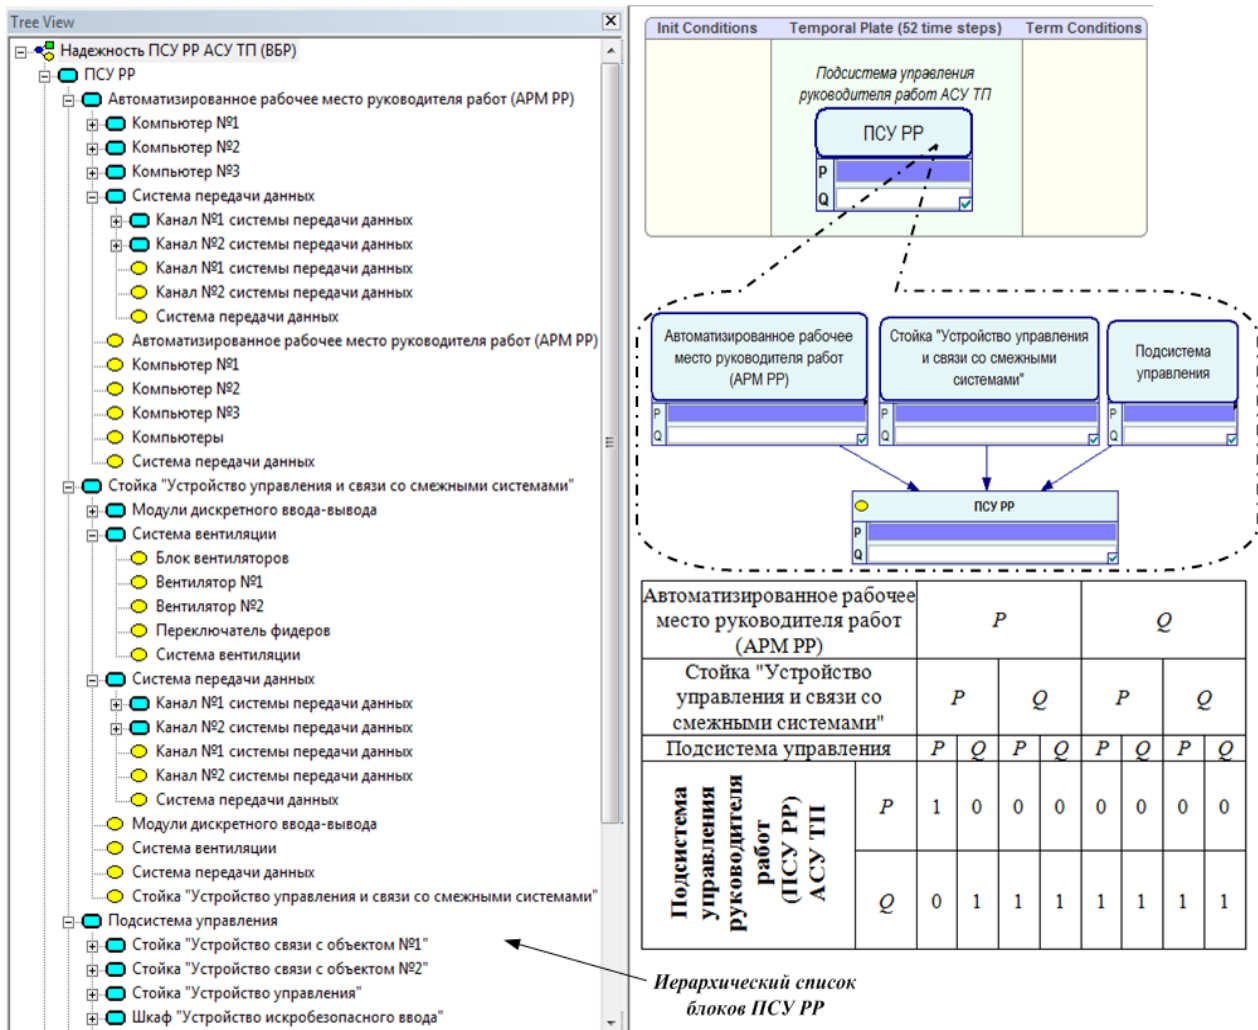 Tree View
Надежность ПСУ РР АСУ ТП (ВБР)
ПСУ РР
Автоматизированное рабочее место руководителя работ (АРМ РР)
Компьютер №1
Компьютер №2
Компьютер №3
Система передачи данных
Канал №1 системы передачи данных
Канал №2 системы передачи данных
Канал №1 системы передачи данных
Канал №2 системы передачи данных
Система передачи данных
Автоматизированное рабочее место руководителя работ (АРМ РР)
Компьютер №1
Компьютер №2
Компьютер №3
Компьютеры
Система передачи данных
Стойка "Устройство управления и связи со смежными системами"
Модули дискретного ввода-вывода
Система вентиляции
Блок вентиляторов
Вентилятор №1
Вентилятор №2
Переключатель фидеров
Система вентиляции
Система передачи данных
Канал №1 системы передачи данных
Канал №2 системы передачи данных
Канал №1 системы передачи данных
Канал №2 системы передачи данных
Система передачи данных
Модули дискретного ввода-вывода
Система вентиляции
Система передачи данных
Стойка "Устройство управления и связи со смежными системами"
Подсистема управления
Стойка "Устройство связи с объектом №1"
Стойка "Устройство связи с объектом №2"
Стойка "Устройство управления"
Шкаф "Устройство искробезопасного ввода"
Init Conditions Temporal Plate (52 time steps) Term Conditions
Подсистема управления
руководителя работ АСУ ТП
ПСУ РР
P
Q
Автоматизированное рабочее
место руководителя работ
(АРМ РР)
P
Q
Стойка "Устройство управления
и связи со смежными
системами"
P
Q
Подсистема
управления
P
Q
ПСУ РР
P
Q
Автоматизированное рабочее
место руководителя работ
(АРМ РР)
P Q
Стойка "Устройство
управления и связи со
смежными системами"
P Q P Q
Подсистема управления P Q P Q P Q P Q
Подсистема
управления
руководителя
работ
(ПСУ РР)
АСУ ТП
P 1 0 0 0 0 0 0 0
Q 0 1 1 1 1 1 1 1
Иерархический список
блоков ПСУ РР